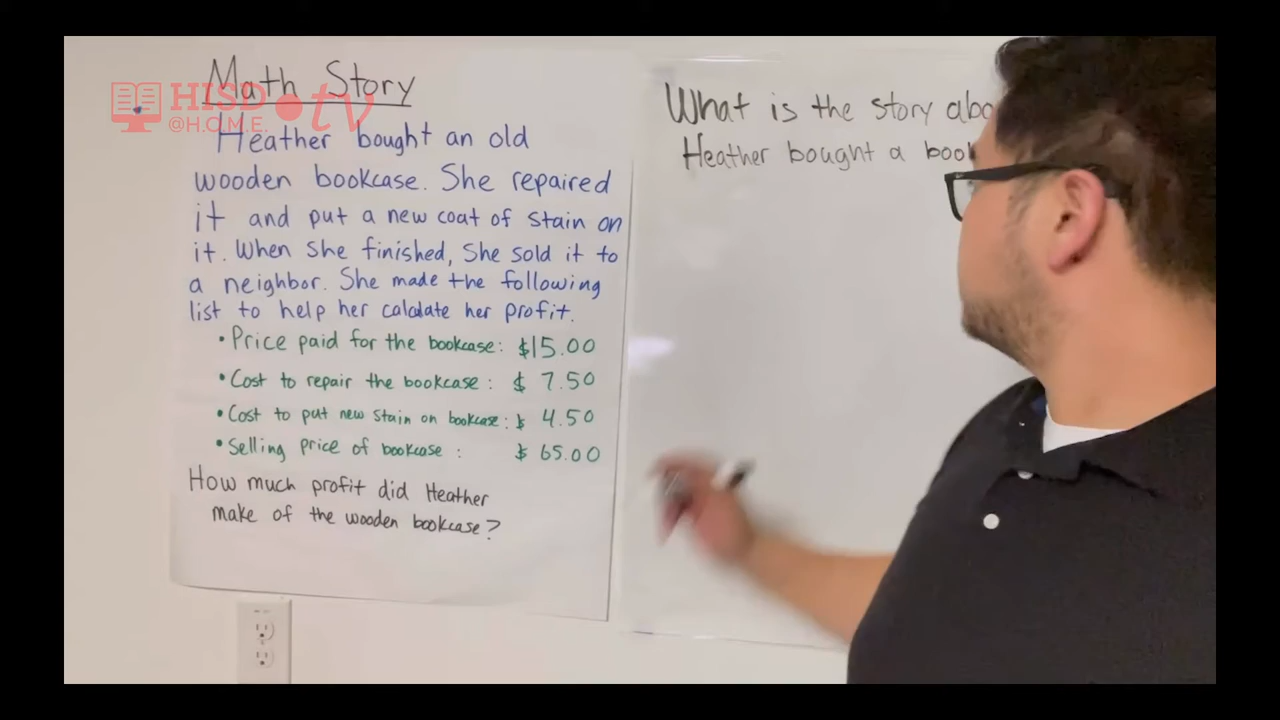 Math Story
HISD tv
@H.O.M.E.
Heather bought an old
wooden bookcase. She repaired
it and put a new coat of stain on
it. When she finished, She sold it to
a neighbor. She made the following
list to help her calculate her profit.
• Price paid for the bookcase: $15.00
• Cost to repair the bookcase: $ 7.50
• Cost to put new stain on bookcase: $ 4.50
• Selling price of bookcase: $ 65.00
How much profit did Heather
make of the wooden bookcase?
What is the story abo
Heather bought a boo